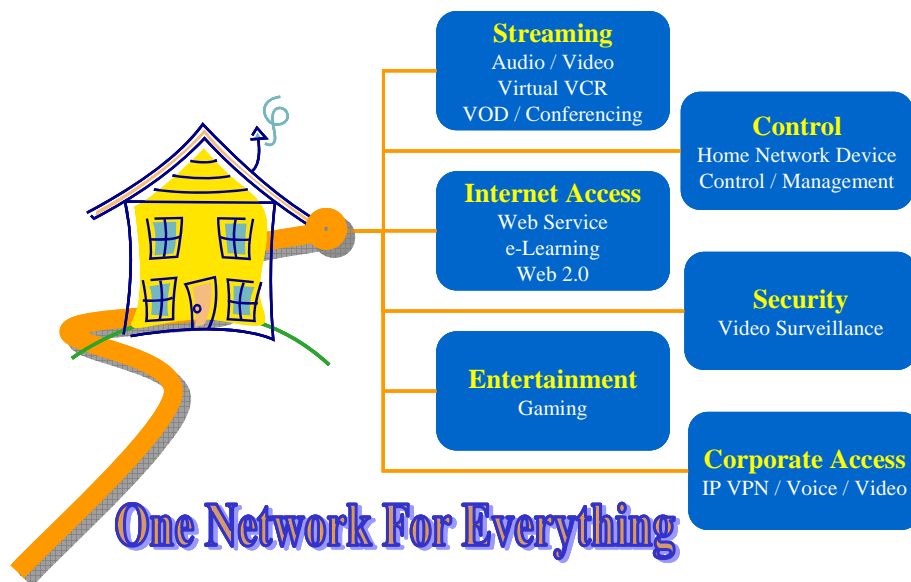 Streaming
Audio / Video
Virtual VCR
VOD / Conferencing
Control
Home Network Device
Control / Management
Internet Access
Web Service
e-Learning
Web 2.0
Security
Video Surveillance
Entertainment
Gaming
Corporate Access
IP VPN / Voice / Video
One Network For Everything